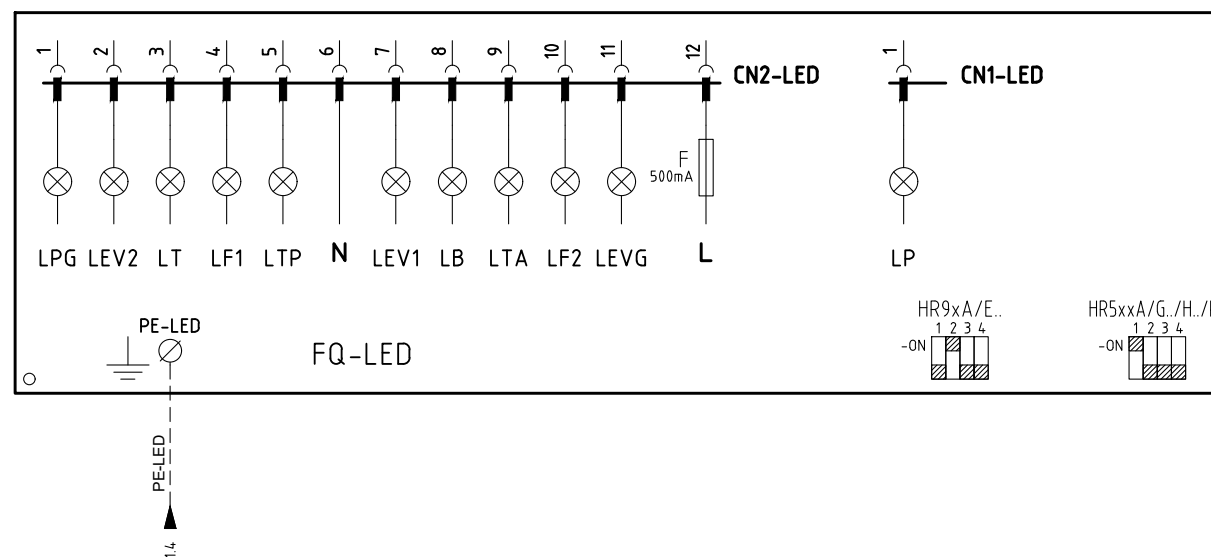 1 2 3 4 5 6 7 8 9 10 11 12 CN2-LED 1 CN1-LED
F
500mA
LPG LEV2 LT LF1 LTP N LEV1 LB LTA LF2 LEVG L LP
HR9xA/E.. HR5xxA/G../H../
PE-LED 1 2 3 4 1 2 3 4
FQ-LED -ON -ON
PE-LED
1.4